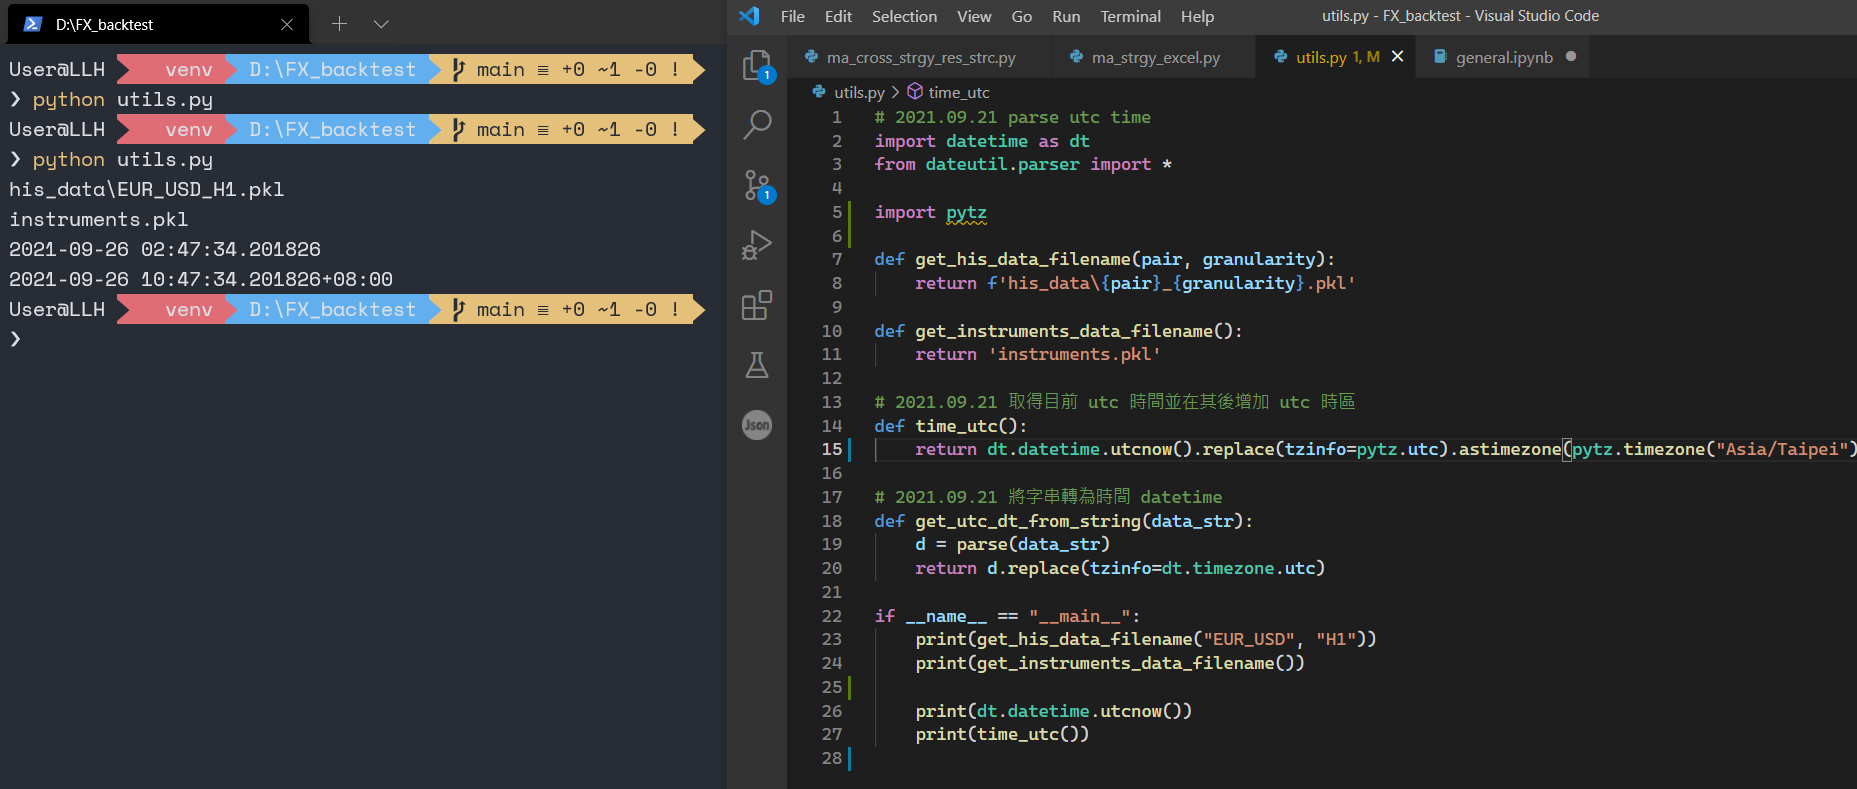 D:\FX_backtest
User@LLH venv D:\FX_backtest main ≡ +0 ~1 -0 !
❯ python utils.py
User@LLH venv D:\FX_backtest main ≡ +0 ~1 -0 !
❯ python utils.py
his_data\EUR_USD_H1.pkl
instruments.pkl
2021-09-26 02:47:34.201826
2021-09-26 10:47:34.201826+08:00
User@LLH venv D:\FX_backtest main ≡ +0 ~1 -0 !
❯
File Edit Selection View Go Run Terminal Help utils.py - FX_backtest - Visual Studio Code
ma_cross_strgy_res_strc.py ma_strgy_excel.py utils.py 1, M general.ipynb
utils.py > time_utc
1
1
Json
1 # 2021.09.21 parse utc time
2 import datetime as dt
3 from dateutil.parser import *
4
5 import pytz
6
7 def get_his_data_filename(pair, granularity):
8 return f'his_data\{pair}_{granularity}.pkl'
9
10 def get_instruments_data_filename():
11 return 'instruments.pkl'
12
13 # 2021.09.21 取得目前 utc 時間並在其後增加 utc 時區
14 def time_utc():
15 return dt.datetime.utcnow().replace(tzinfo=pytz.utc).astimezone(pytz.timezone("Asia/Taipei")
16
17 # 2021.09.21 將字串轉為時間 datetime
18 def get_utc_dt_from_string(data_str):
19 d = parse(data_str)
20 return d.replace(tzinfo=dt.timezone.utc)
21
22 if __name__ == "__main__":
23 print(get_his_data_filename("EUR_USD", "H1"))
24 print(get_instruments_data_filename())
25
26 print(dt.datetime.utcnow())
27 print(time_utc())
28